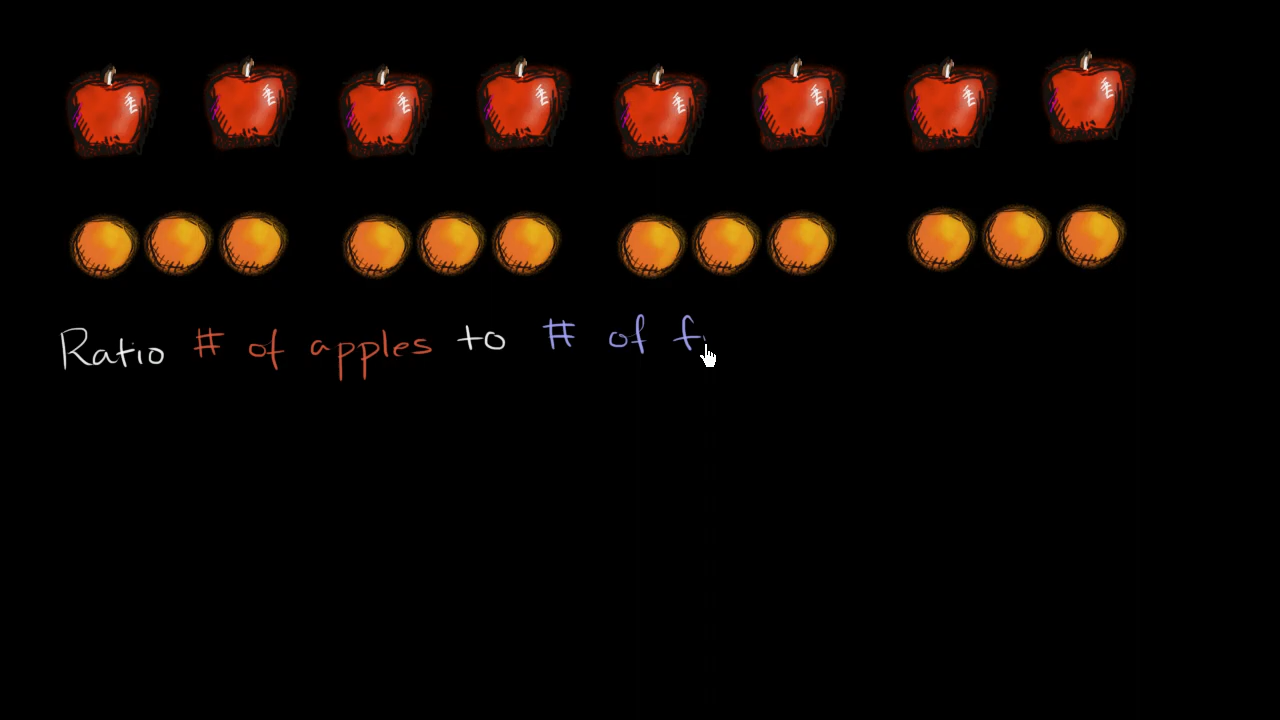 Ratio # of apples to # of f